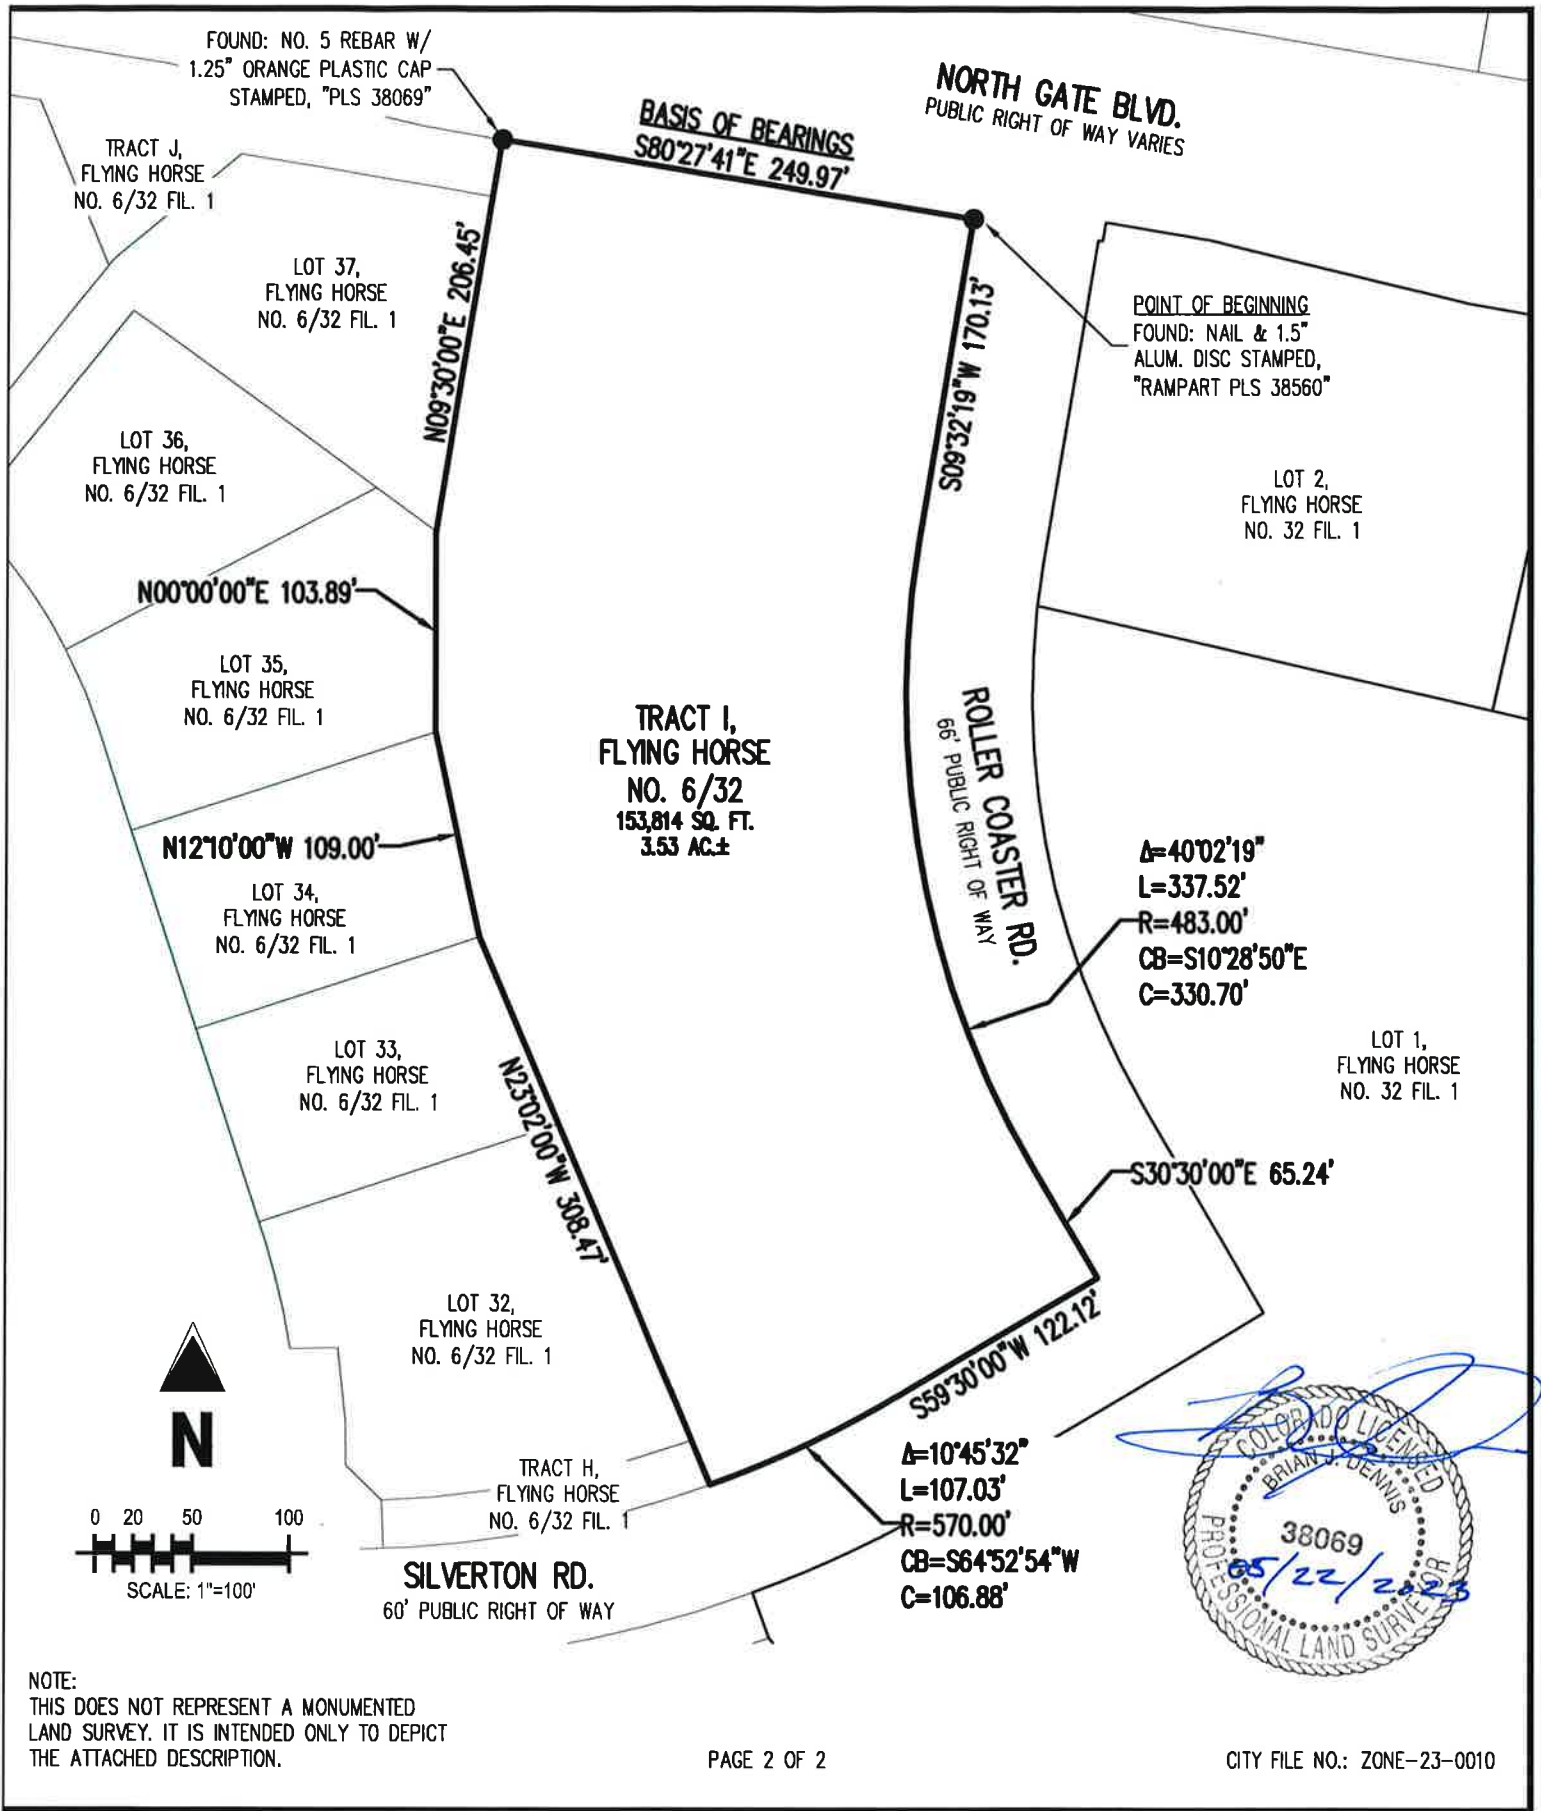 FOUND: NO. 5 REBAR W/
1.25" ORANGE PLASTIC CAP
STAMPED, "PLS 38069"
NORTH GATE BLVD.
PUBLIC RIGHT OF WAY VARIES
BASIS OF BEARINGS
S80°27'41"E 249.97'
TRACT J,
FLYING HORSE
NO. 6/32 FIL. 1
LOT 37,
FLYING HORSE
NO. 6/32 FIL. 1
N09°30'00"E 206.45'
S09°32'19"W 170.13'
POINT OF BEGINNING
FOUND: NAIL & 1.5"
ALUM. DISC STAMPED,
"RAMPART PLS 38560"
LOT 36,
FLYING HORSE
NO. 6/32 FIL. 1
LOT 2,
FLYING HORSE
NO. 32 FIL. 1
N00°00'00"E 103.89'
LOT 35,
FLYING HORSE
NO. 6/32 FIL. 1
TRACT I,
FLYING HORSE
NO. 6/32
153,814 SQ. FT.
3.53 AC.±
ROLLER COASTER RD.
66' PUBLIC RIGHT OF WAY
N12°10'00"W 109.00'
LOT 34,
FLYING HORSE
NO. 6/32 FIL. 1
Δ=40°02'19"
L=337.52'
R=483.00'
CB=S10°28'50"E
C=330.70'
LOT 33,
FLYING HORSE
NO. 6/32 FIL. 1
LOT 1,
FLYING HORSE
NO. 32 FIL. 1
N23°02'00"W 308.47'
S30°30'00"E 65.24'
LOT 32,
FLYING HORSE
NO. 6/32 FIL. 1
S59°30'00"W 122.12'
N
0 20 50 100
SCALE: 1"=100'
TRACT H,
FLYING HORSE
NO. 6/32 FIL. 1
Δ=10°45'32"
L=107.03'
R=570.00'
CB=S64°52'54"W
C=106.88'
SILVERTON RD.
60' PUBLIC RIGHT OF WAY
COLORADO LICENSED
BRIAN J. DENNIS
38069
05/22/2023
PROFESSIONAL LAND SURVEYOR
NOTE:
THIS DOES NOT REPRESENT A MONUMENTED
LAND SURVEY. IT IS INTENDED ONLY TO DEPICT
THE ATTACHED DESCRIPTION.
PAGE 2 OF 2
CITY FILE NO.: ZONE-23-0010